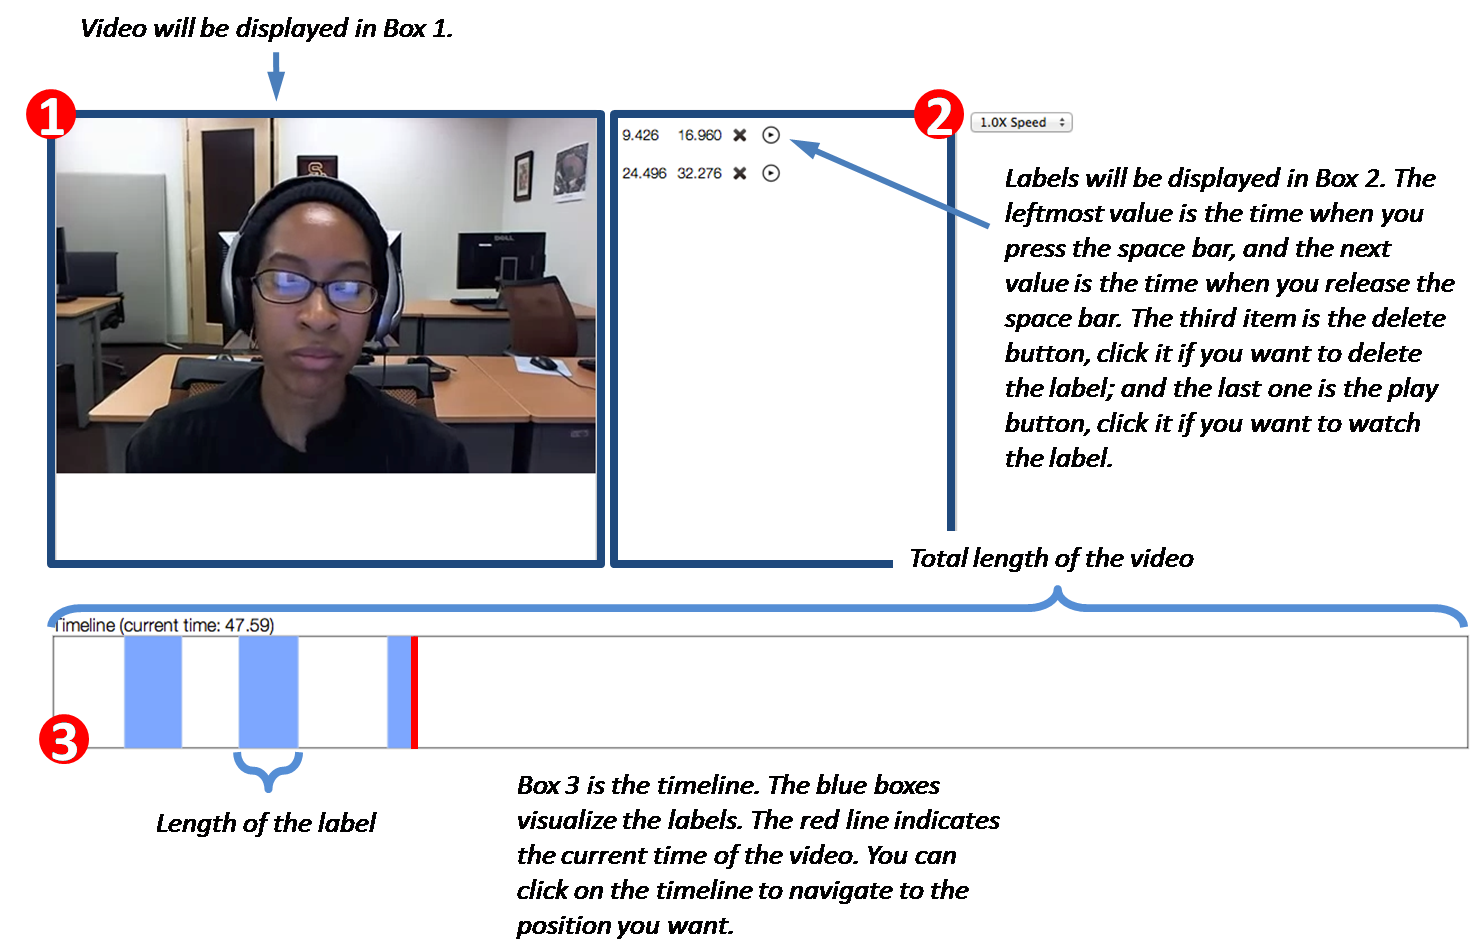 Video will be displayed in Box 1.
1
2
9.426 16.960
24.496 32.276
1.0X Speed
DELL
Labels will be displayed in Box 2. The
leftmost value is the time when you
press the space bar, and the next
value is the time when you release the
space bar. The third item is the delete
button, click it if you want to delete
the label; and the last one is the play
button, click it if you want to watch
the label.
Total length of the video
Timeline (current time: 47.59)
3
Length of the label
Box 3 is the timeline. The blue boxes
visualize the labels. The red line indicates
the current time of the video. You can
click on the timeline to navigate to the
position you want.